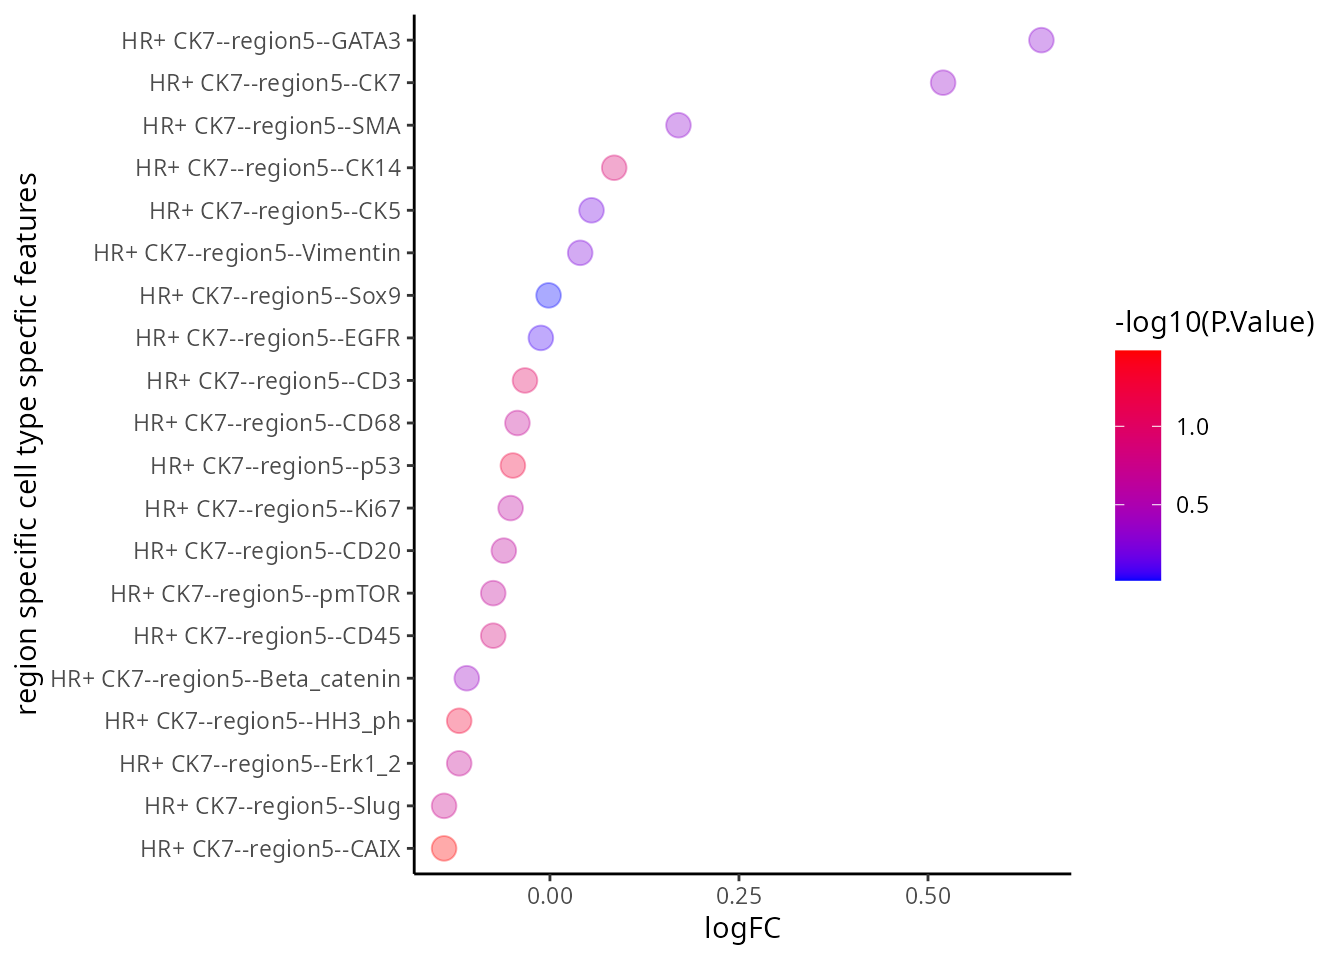 region specific cell type specfic features
HR+ CK7--region5--GATA3
HR+ CK7--region5--CK7
HR+ CK7--region5--SMA
HR+ CK7--region5--CK14
HR+ CK7--region5--CK5
HR+ CK7--region5--Vimentin
HR+ CK7--region5--Sox9
HR+ CK7--region5--EGFR
HR+ CK7--region5--CD3
HR+ CK7--region5--CD68
HR+ CK7--region5--p53
HR+ CK7--region5--Ki67
HR+ CK7--region5--CD20
HR+ CK7--region5--pmTOR
HR+ CK7--region5--CD45
HR+ CK7--region5--Beta_catenin
HR+ CK7--region5--HH3_ph
HR+ CK7--region5--Erk1_2
HR+ CK7--region5--Slug
HR+ CK7--region5--CAIX
0.00 0.25 0.50
logFC
-log10(P.Value)
1.0
0.5